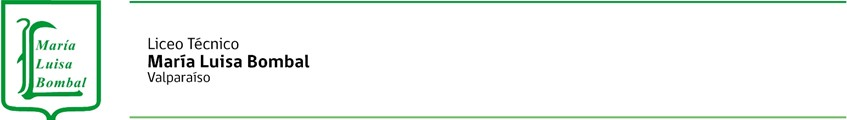 María
Luisa
Bombal
Liceo Técnico
María Luisa Bombal
Valparaíso